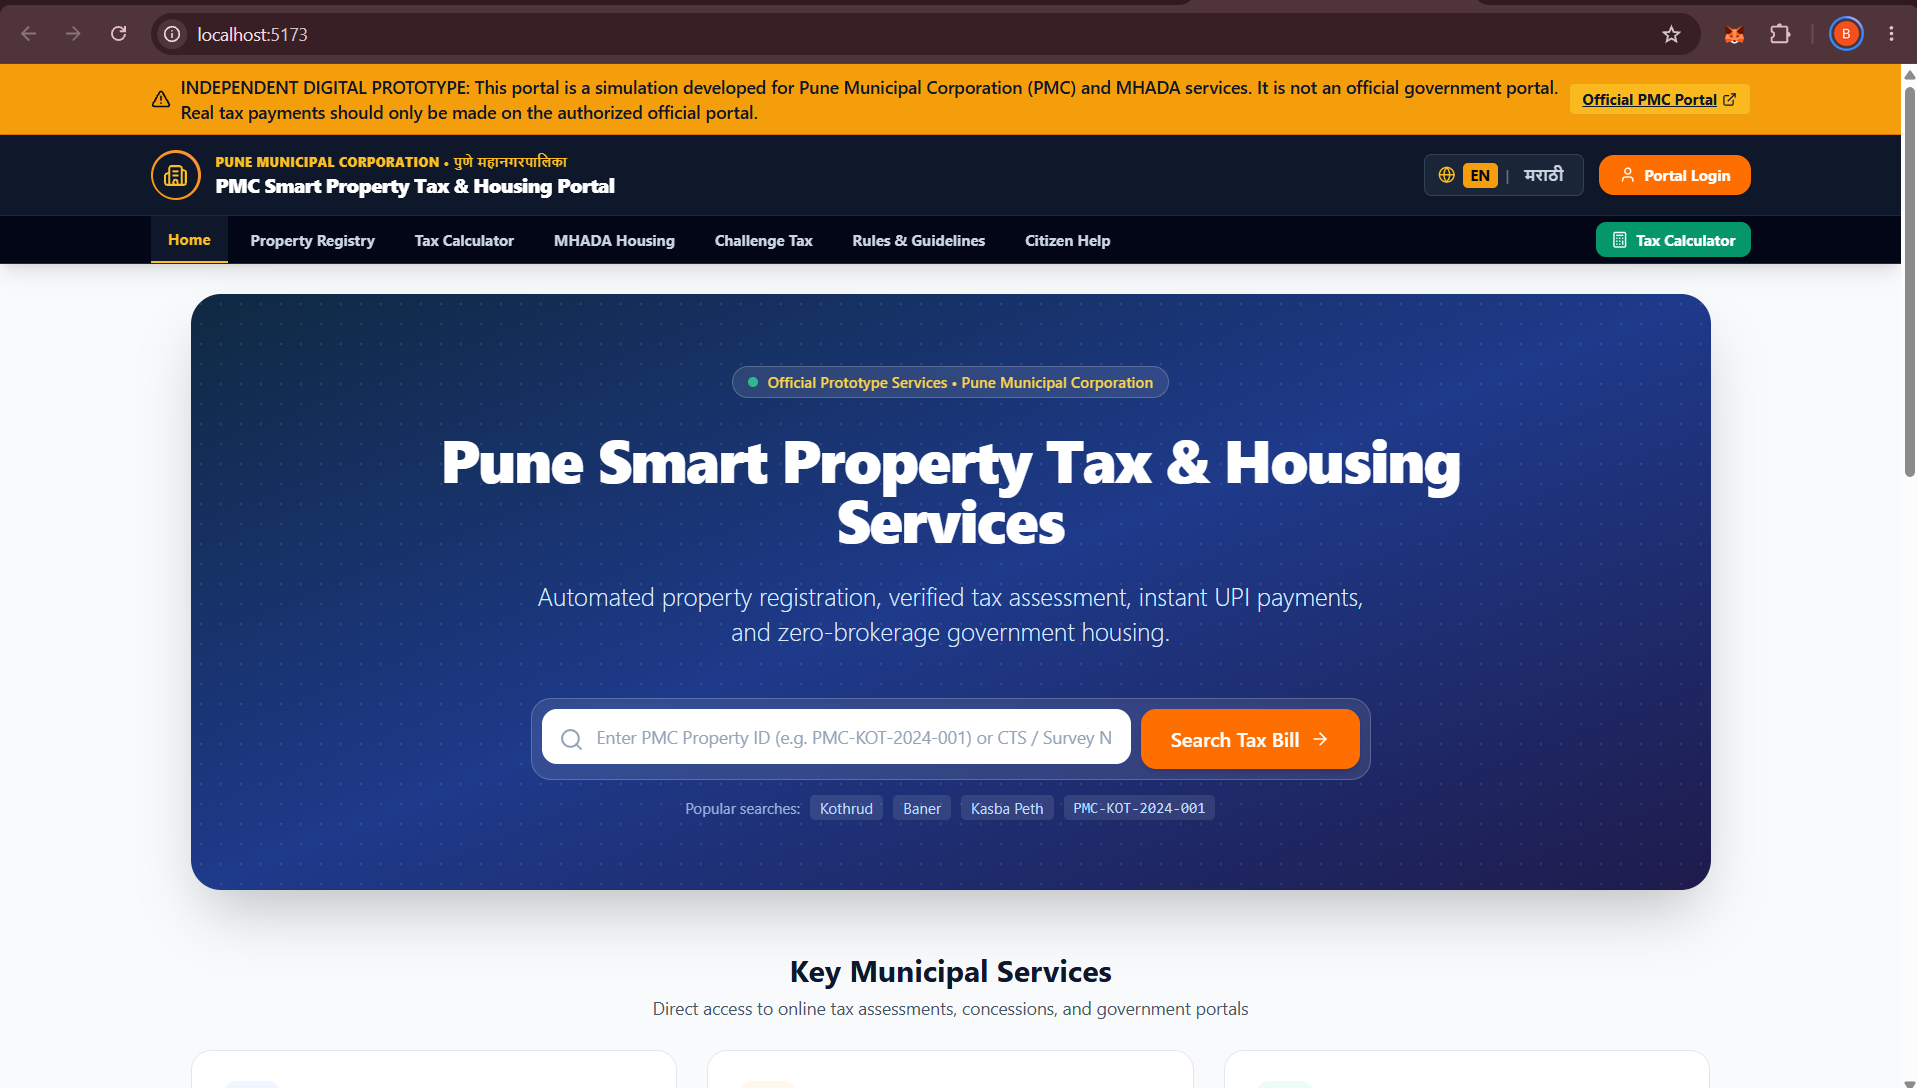 localhost:5173
B
INDEPENDENT DIGITAL PROTOTYPE: This portal is a simulation developed for Pune Municipal Corporation (PMC) and MHADA services. It is not an official government portal.
Real tax payments should only be made on the authorized official portal.
Official PMC Portal
PUNE MUNICIPAL CORPORATION • पुणे महानगरपालिका
PMC Smart Property Tax & Housing Portal
EN | मराठी
Portal Login
Home
Property Registry
Tax Calculator
MHADA Housing
Challenge Tax
Rules & Guidelines
Citizen Help
Tax Calculator
Official Prototype Services • Pune Municipal Corporation
Pune Smart Property Tax & Housing
Services
Automated property registration, verified tax assessment, instant UPI payments,
and zero-brokerage government housing.
Enter PMC Property ID (e.g. PMC-KOT-2024-001) or CTS / Survey N
Search Tax Bill
Popular searches: Kothrud Baner Kasba Peth PMC-KOT-2024-001
Key Municipal Services
Direct access to online tax assessments, concessions, and government portals